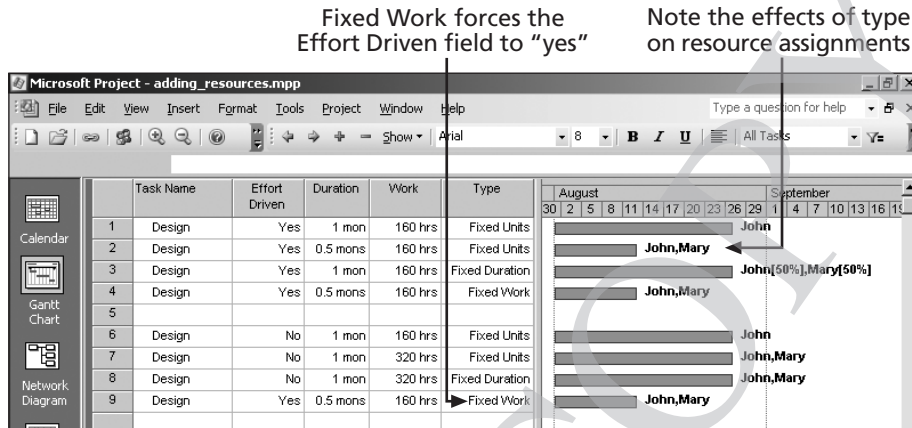 Fixed Work forces the
Effort Driven field to “yes”
Note the effects of type
on resource assignments
Microsoft Project - adding_resources.mpp
File Edit View Insert Format Tools Project Window Help Type a question for help
Show Arial 8 B I U All Tasks
Task Name Effort Driven Duration Work Type
August September
30 2 5 8 11 14 17 20 23 26 29 1 4 7 10 13 16 19
1 Design Yes 1 mon 160 hrs Fixed Units John
2 Design Yes 0.5 mons 160 hrs Fixed Units John,Mary
3 Design Yes 1 mon 160 hrs Fixed Duration John[50%],Mary[50%]
4 Design Yes 0.5 mons 160 hrs Fixed Work John,Mary
5
6 Design No 1 mon 160 hrs Fixed Units John
7 Design No 1 mon 320 hrs Fixed Units John,Mary
8 Design No 1 mon 320 hrs Fixed Duration John,Mary
9 Design Yes 0.5 mons 160 hrs Fixed Work John,Mary
Calendar
Gantt
Chart
Network
Diagram